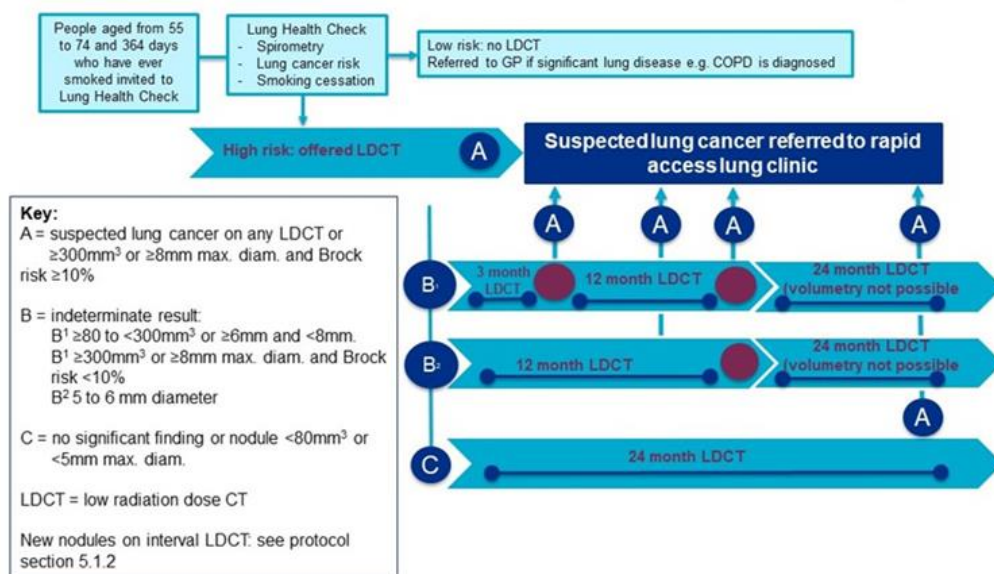 People aged from 55
to 74 and 364 days
who have ever
smoked invited to
Lung Health Check
Lung Health Check
- Spirometry
- Lung cancer risk
- Smoking cessation
Low risk: no LDCT
Referred to GP if significant lung disease e.g. COPD is diagnosed
High risk: offered LDCT
A
Suspected lung cancer referred to rapid
access lung clinic
Key:
A = suspected lung cancer on any LDCT or
≥300mm³ or ≥8mm max. diam. and Brock
risk ≥10%
B = indeterminate result:
B¹ ≥80 to <300mm³ or ≥6mm and <8mm.
B¹ ≥300mm³ or ≥8mm max. diam. and Brock
risk <10%
B² 5 to 6 mm diameter
C = no significant finding or nodule <80mm³ or
<5mm max. diam.
LDCT = low radiation dose CT
New nodules on interval LDCT: see protocol
section 5.1.2
A
A
A
A
B¹
3 month
LDCT
12 month LDCT
24 month LDCT
(volumetry not possible
B²
12 month LDCT
24 month LDCT
(volumetry not possible
A
C
24 month LDCT